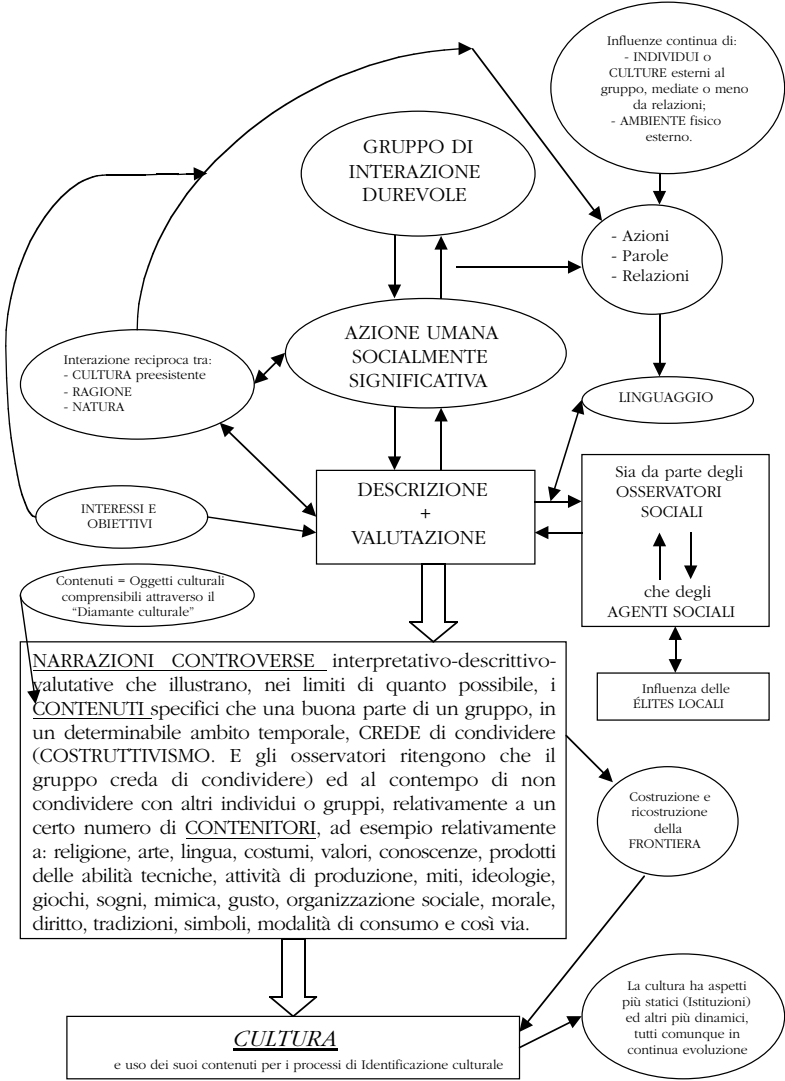 Influenze continua di:
- INDIVIDUI o
CULTURE esterni al
gruppo, mediate o meno
da relazioni;
- AMBIENTE fisico
esterno.
GRUPPO DI
INTERAZIONE
DUREVOLE
- Azioni
- Parole
- Relazioni
AZIONE UMANA
SOCIALMENTE
SIGNIFICATIVA
Interazione reciproca tra:
- CULTURA preesistente
- RAGIONE
- NATURA
LINGUAGGIO
DESCRIZIONE
+
VALUTAZIONE
Sia da parte degli
OSSERVATORI
SOCIALI
che degli
AGENTI SOCIALI
INTERESSI E
OBIETTIVI
Contenuti = Oggetti culturali
comprensibili attraverso il
“Diamante culturale”
Influenza delle
ÉLITES LOCALI
NARRAZIONI CONTROVERSE interpretativo-descrittivo-
valutative che illustrano, nei limiti di quanto possibile, i
CONTENUTI specifici che una buona parte di un gruppo, in
un determinabile ambito temporale, CREDE di condividere
(COSTRUTTIVISMO. E gli osservatori ritengono che il
gruppo creda di condividere) ed al contempo di non
condividere con altri individui o gruppi, relativamente a un
certo numero di CONTENITORI, ad esempio relativamente
a: religione, arte, lingua, costumi, valori, conoscenze, prodotti
delle abilità tecniche, attività di produzione, miti, ideologie,
giochi, sogni, mimica, gusto, organizzazione sociale, morale,
diritto, tradizioni, simboli, modalità di consumo e così via.
Costruzione e
ricostruzione
della
FRONTIERA
CULTURA
e uso dei suoi contenuti per i processi di Identificazione culturale
La cultura ha aspetti
più statici (Istituzioni)
ed altri più dinamici,
tutti comunque in
continua evoluzione